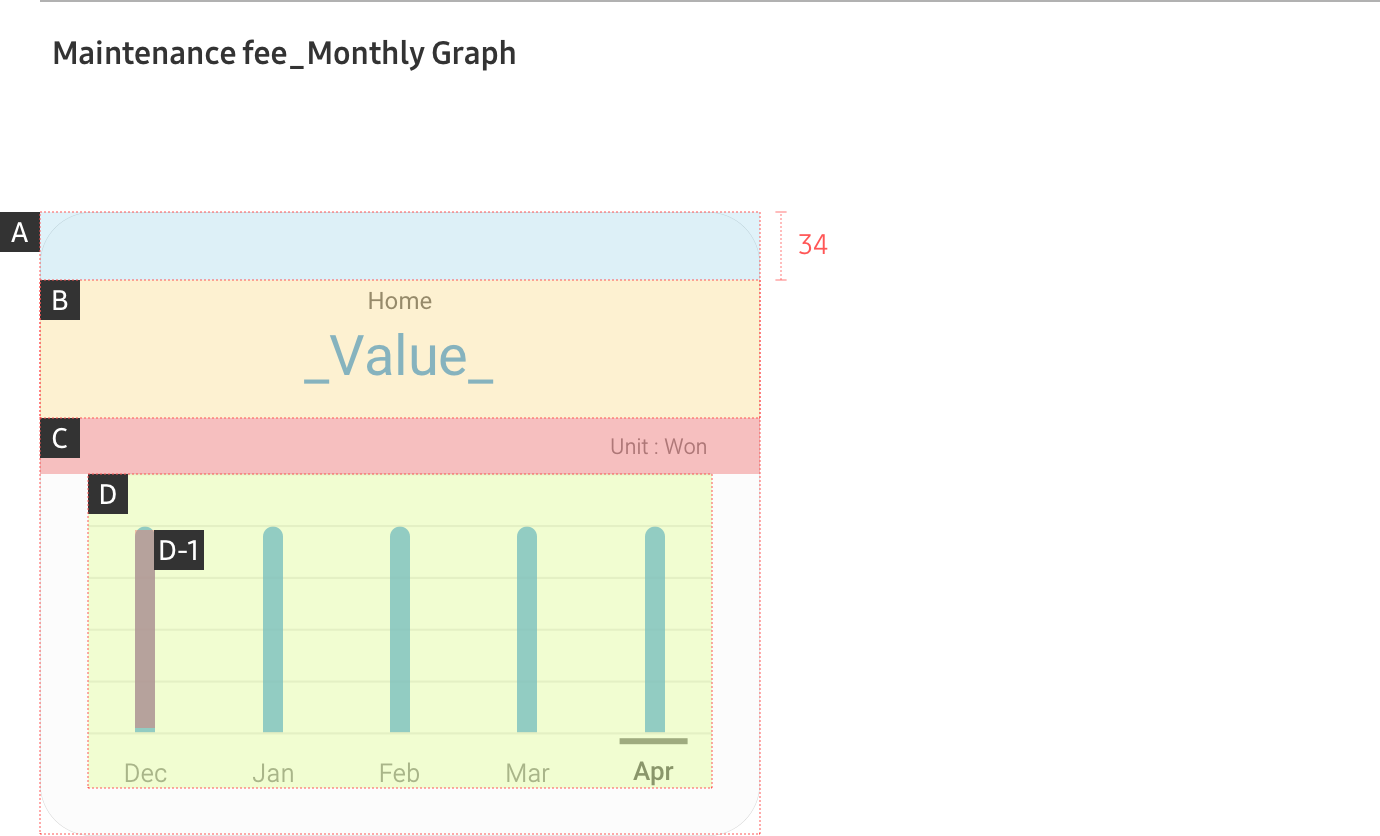 Maintenance fee_Monthly Graph
A
34
B
Home
_Value_
C
Unit : Won
D
D-1
Dec Jan Feb Mar Apr